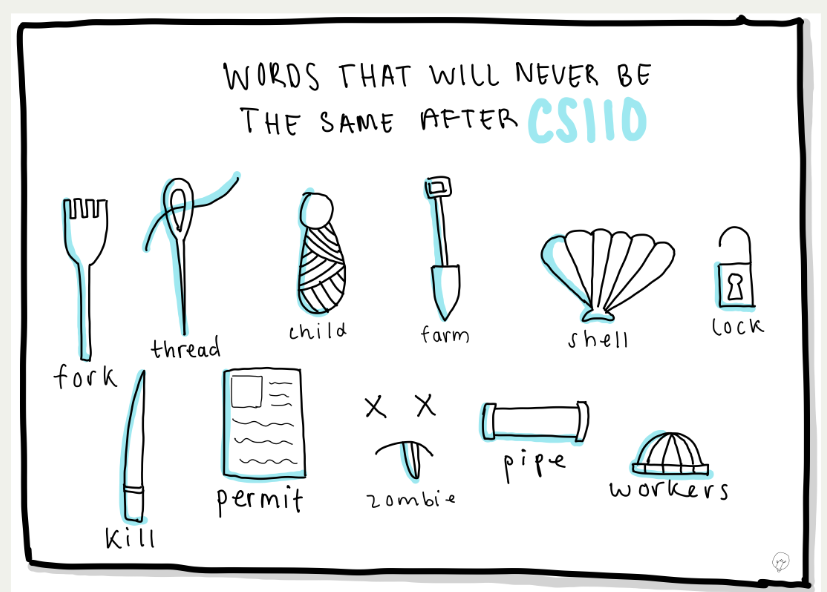 WORDS THAT WILL NEVER BE
THE SAME AFTER CS110
fork
thread
child
farm
shell
lock
kill
permit
zombie
pipe
workers